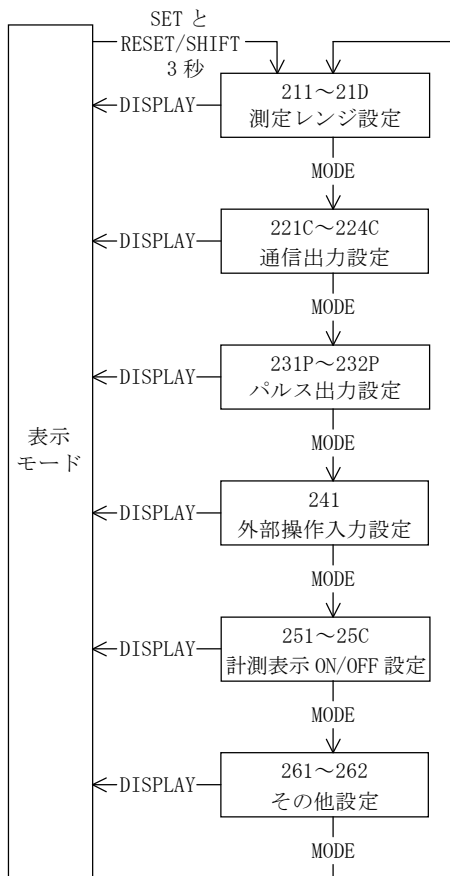 SET と
RESET/SHIFT
3 秒
211～21D
測定レンジ設定
DISPLAY
MODE
221C～224C
通信出力設定
DISPLAY
MODE
231P～232P
パルス出力設定
DISPLAY
MODE
表示
モード
241
外部操作入力設定
DISPLAY
MODE
251～25C
計測表示 ON/OFF 設定
DISPLAY
MODE
261～262
その他設定
DISPLAY
MODE